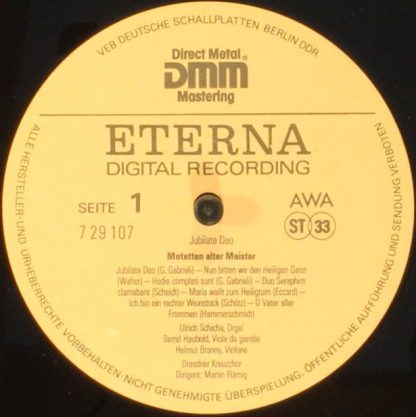 VEB DEUTSCHE SCHALLPLATTEN BERLIN DDR
Direct Metal
DMM®
Mastering
ETERNA
DIGITAL RECORDING
SEITE 1
AWA
7 29 107
ST 33
Jubilate Deo
Motetten alter Meister
Jubilate Deo (G. Gabrieli) – Nun bitten wir den Heiligen Geist
(Walter) – Hodie completi sunt (G. Gabrieli) – Duo Seraphim
clamabant (Scheidt) – Maria wallt zum Heiligtum (Eccard) –
Ich bin ein rechter Weinstock (Schütz) – O Vater aller
Frommen (Hammerschmidt)
Ulrich Schicha, Orgel
Bernd Haubold, Viola da gamba
Helmut Branny, Violone
Dresdner Kreuzchor
Dirigent: Martin Flämig
ALLE HERSTELLER- UND URHEBERRECHTE VORBEHALTEN. NICHT GENEHMIGTE ÜBERSPIELUNG, ÖFFENTLICHE AUFFÜHRUNG UND SENDUNG VERBOTEN